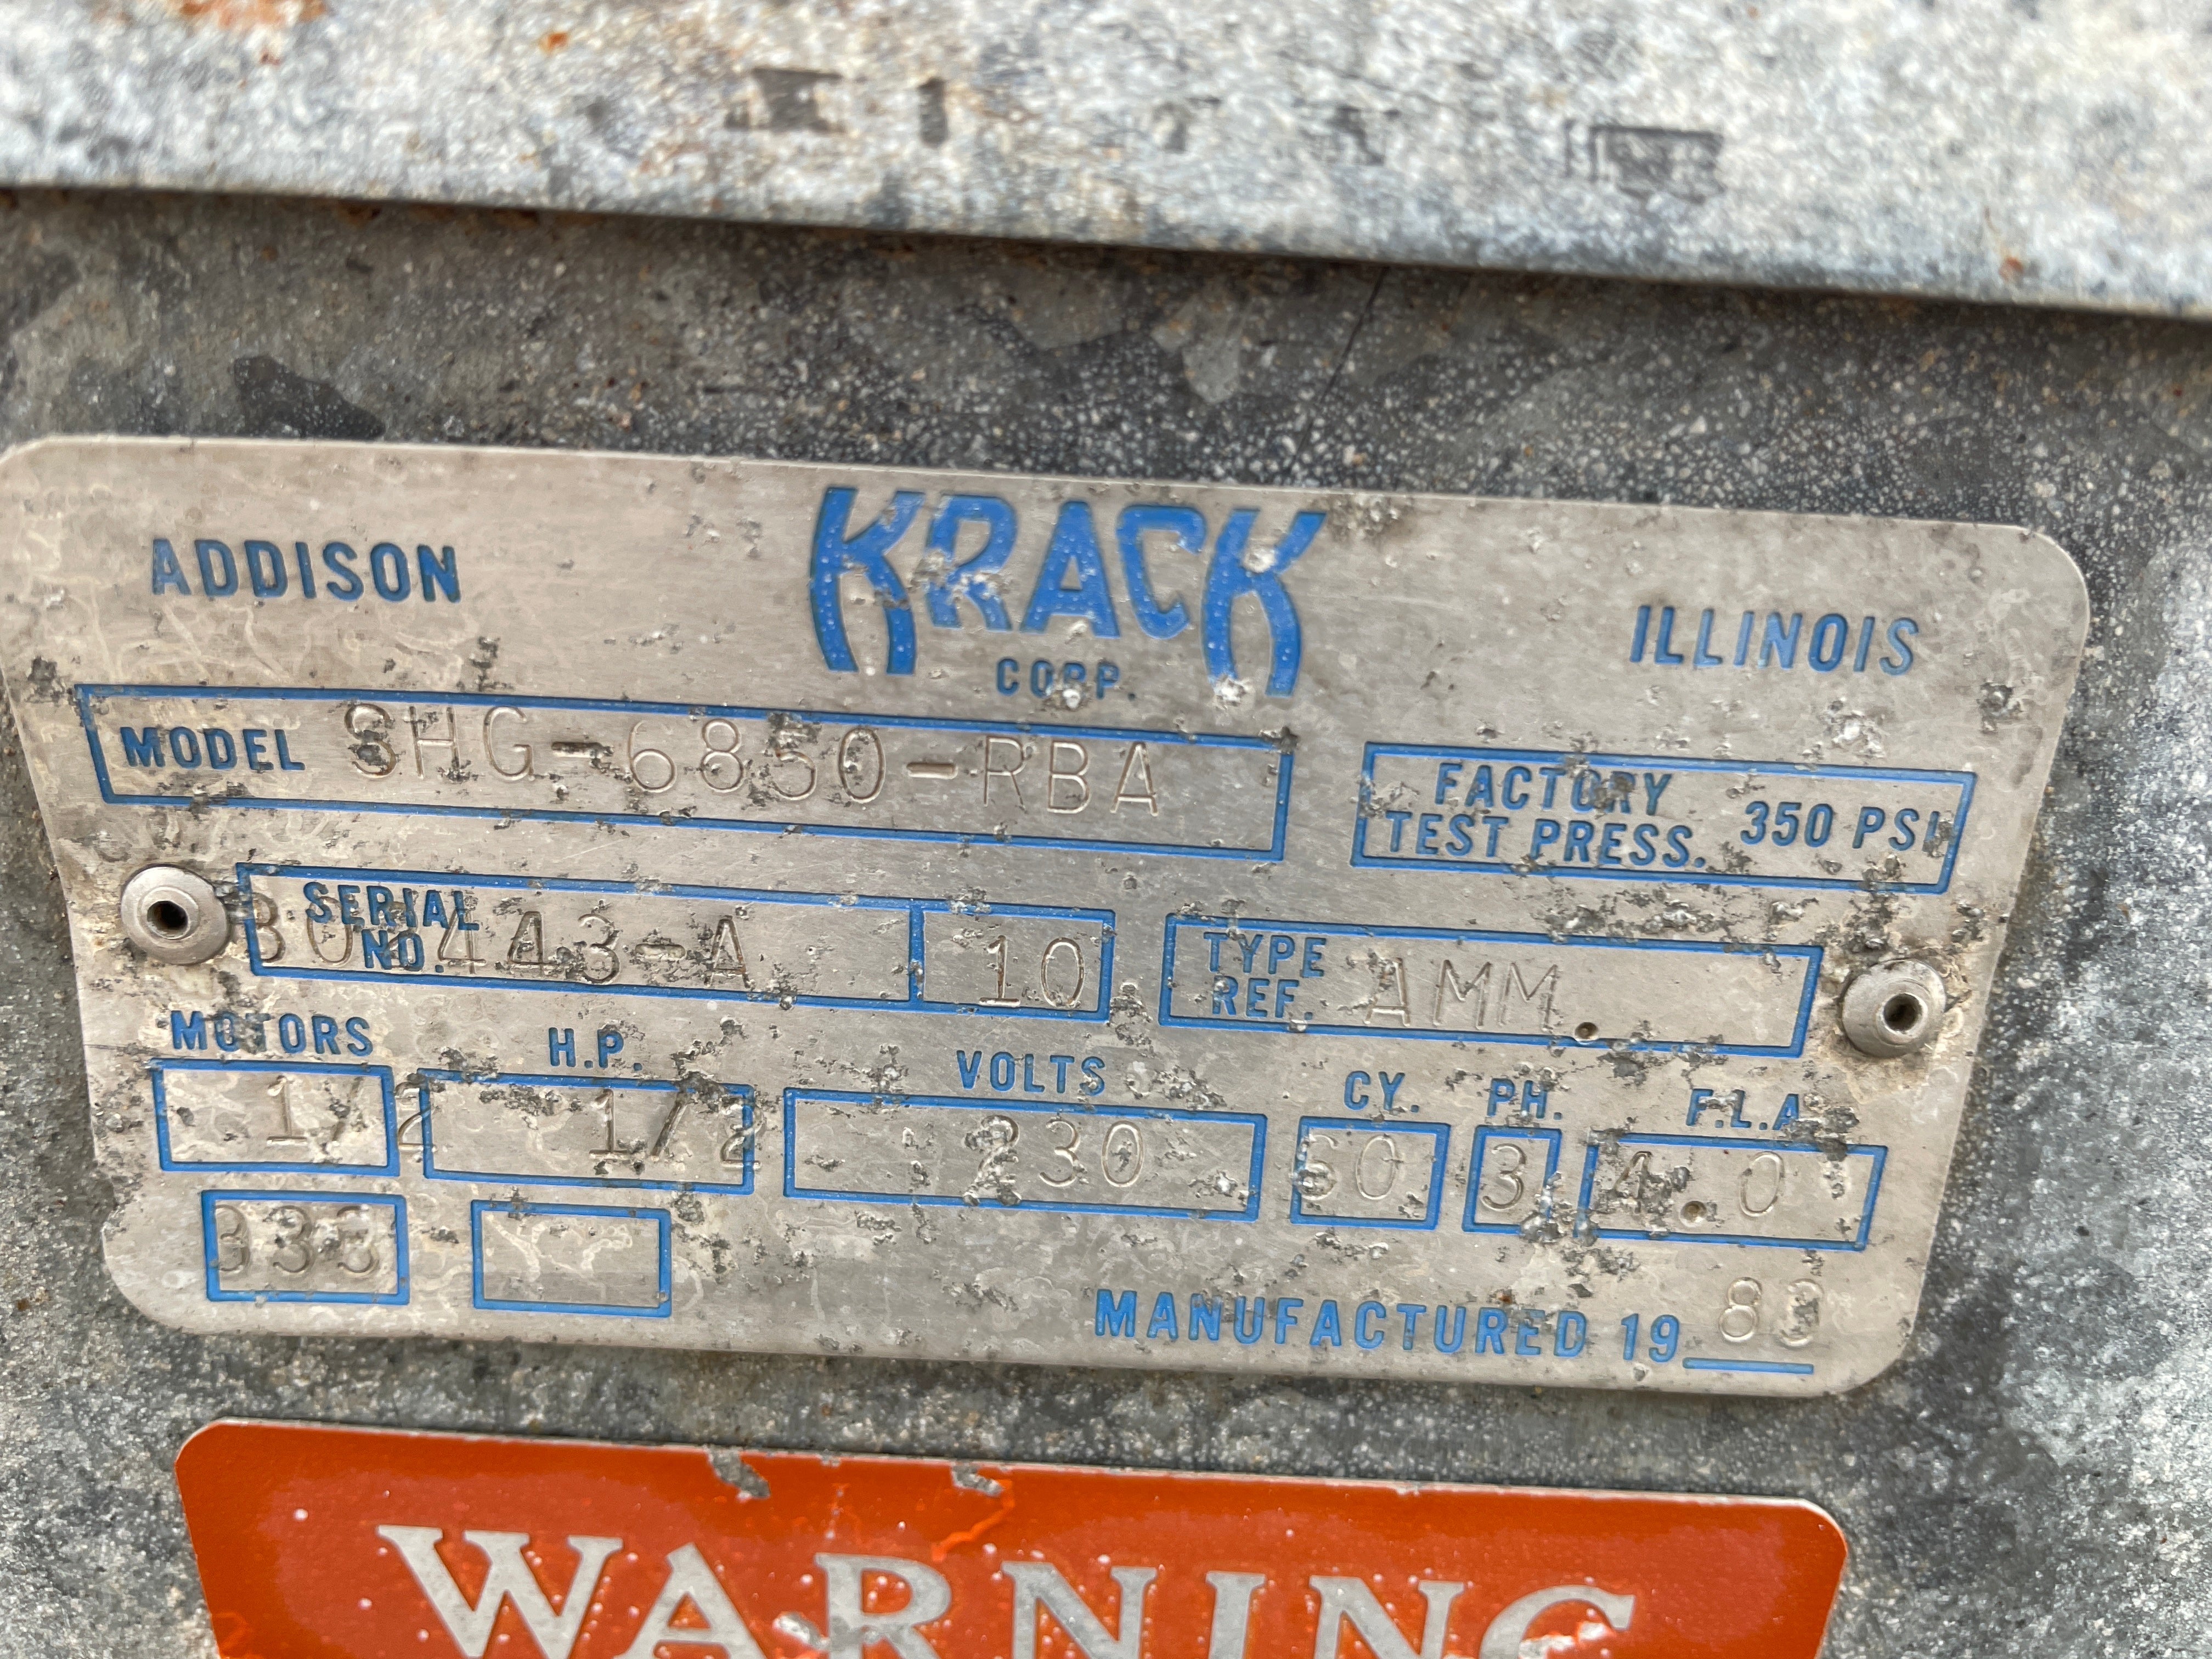 ADDISON KRACK ILLINOIS
CORP.
MODEL SHG-6850-RBA
FACTORY TEST PRESS. 350 PSI
SERIAL NO. 443-A 10
TYPE REF. AMM.
MOTORS H.P. VOLTS CY. PH. F.L.A
1/2 1/2 230 60 3 4.0
MANUFACTURED 19
WARNING